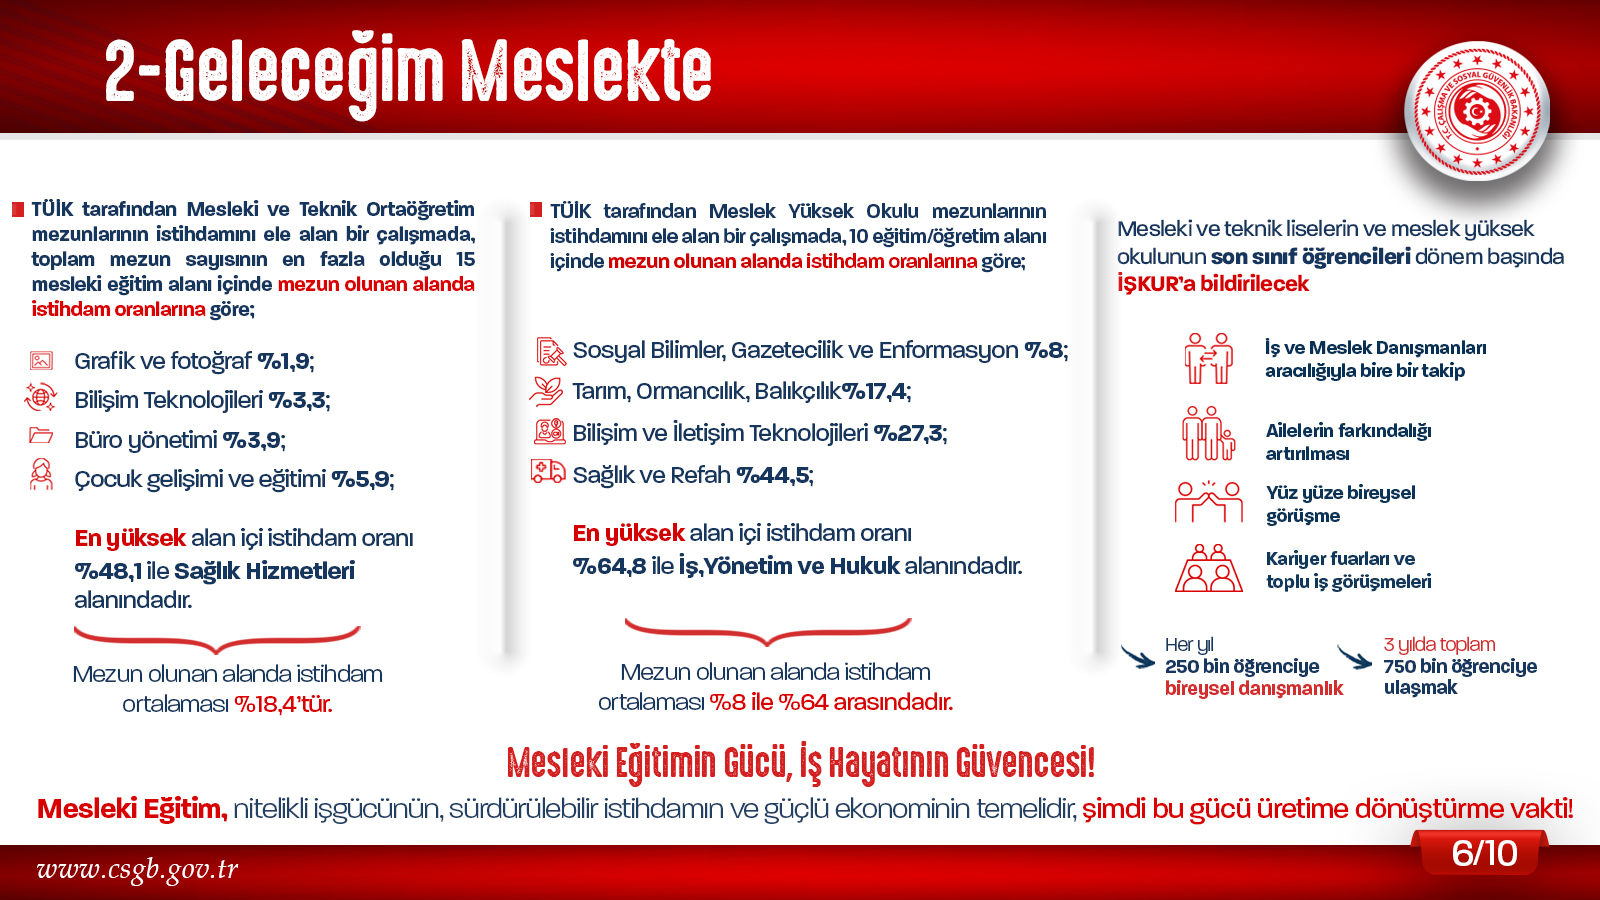 2-Geleceğim Meslekte
T.C. ÇALIŞMA VE SOSYAL GÜVENLİK BAKANLIĞI
TÜİK tarafından Mesleki ve Teknik Ortaöğretim
mezunlarının istihdamını ele alan bir çalışmada,
toplam mezun sayısının en fazla olduğu 15
mesleki eğitim alanı içinde mezun olunan alanda
istihdam oranlarına göre;
Grafik ve fotoğraf %1,9;
Bilişim Teknolojileri %3,3;
Büro yönetimi %3,9;
Çocuk gelişimi ve eğitimi %5,9;
En yüksek alan içi istihdam oranı
%48,1 ile Sağlık Hizmetleri
alanındadır.
Mezun olunan alanda istihdam
ortalaması %18,4’tür.
TÜİK tarafından Meslek Yüksek Okulu mezunlarının
istihdamını ele alan bir çalışmada, 10 eğitim/öğretim alanı
içinde mezun olunan alanda istihdam oranlarına göre;
Sosyal Bilimler, Gazetecilik ve Enformasyon %8;
Tarım, Ormancılık, Balıkçılık%17,4;
Bilişim ve İletişim Teknolojileri %27,3;
Sağlık ve Refah %44,5;
En yüksek alan içi istihdam oranı
%64,8 ile İş,Yönetim ve Hukuk alanındadır.
Mezun olunan alanda istihdam
ortalaması %8 ile %64 arasındadır.
Mesleki ve teknik liselerin ve meslek yüksek
okulunun son sınıf öğrencileri dönem başında
İŞKUR’a bildirilecek
İş ve Meslek Danışmanları
aracılığıyla bire bir takip
Ailelerin farkındalığı
artırılması
Yüz yüze bireysel
görüşme
Kariyer fuarları ve
toplu iş görüşmeleri
Her yıl
250 bin öğrenciye
bireysel danışmanlık
3 yılda toplam
750 bin öğrenciye
ulaşmak
Mesleki Eğitimin Gücü, İş Hayatının Güvencesi!
Mesleki Eğitim, nitelikli işgücünün, sürdürülebilir istihdamın ve güçlü ekonominin temelidir, şimdi bu gücü üretime dönüştürme vakti!
www.csgb.gov.tr
6/10